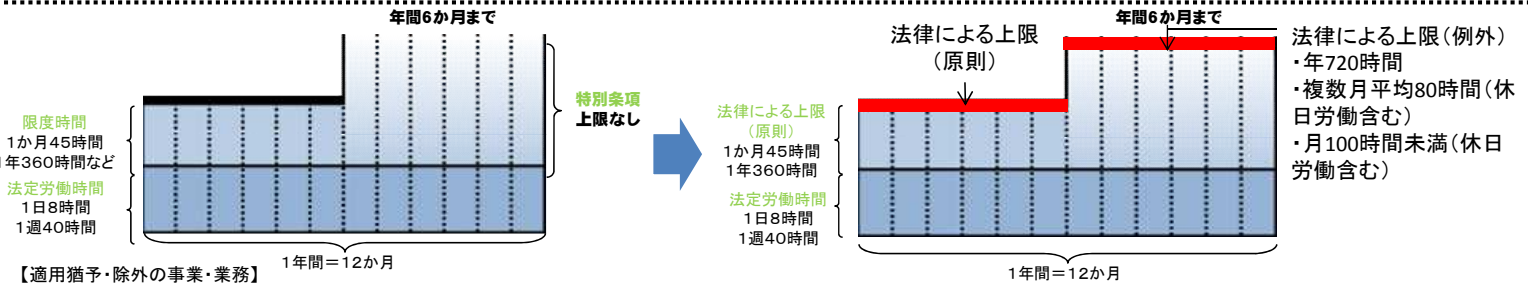 年間6か月まで
特別条項
上限なし
限度時間
1か月45時間
1年360時間など
法定労働時間
1日8時間
1週40時間
1年間=12か月
【適用猶予・除外の事業・業務】
年間6か月まで
法律による上限
(原則)
法律による上限(例外)
・年720時間
・複数月平均80時間(休
日労働含む)
・月100時間未満(休日
労働含む)
法律による上限
(原則)
1か月45時間
1年360時間
法定労働時間
1日8時間
1週40時間
1年間=12か月